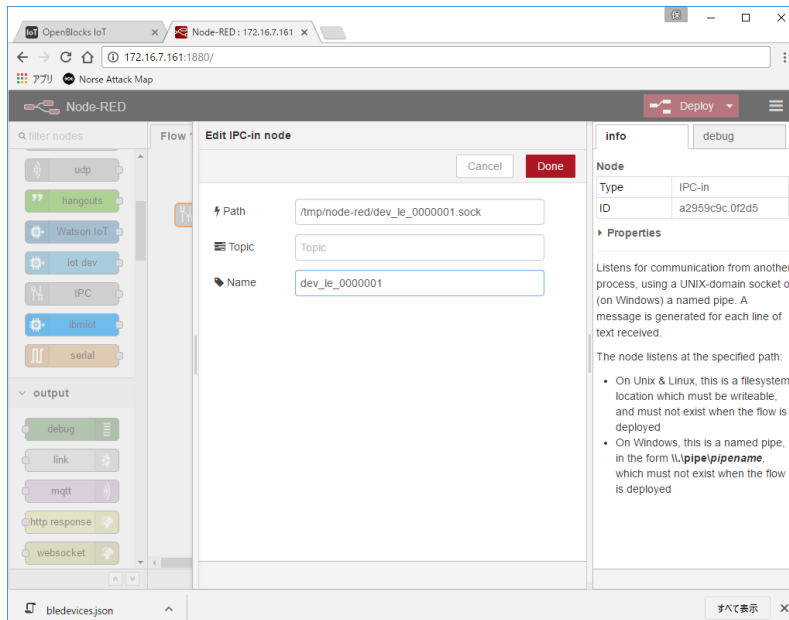 保
OpenBlocks IoT
Node-RED : 172.16.7.161
172.16.7.161:1880/
アプリ
Norse Attack Map
Node-RED
Deploy
filter nodes
Flow
Edit IPC-in node
Cancel
Done
Path
/tmp/node-red/dev_le_0000001.sock
Topic
Topic
Name
dev_le_0000001
udp
hangouts
Watson IoT
iot dev
IPC
ibmiot
serial
output
debug
link
mqtt
http response
websocket
info
debug
Node
Type
IPC-in
ID
a2959c9c.0f2d5
Properties
Listens for communication from another
process, using a UNIX-domain socket o
(on Windows) a named pipe. A
message is generated for each line of
text received.
The node listens at the specified path:
• On Unix & Linux, this is a filesystem
location which must be writeable,
and must not exist when the flow is
deployed
• On Windows, this is a named pipe,
in the form \\.\pipe\pipename,
which must not exist when the flow
is deployed
bledevices.json
すべて表示